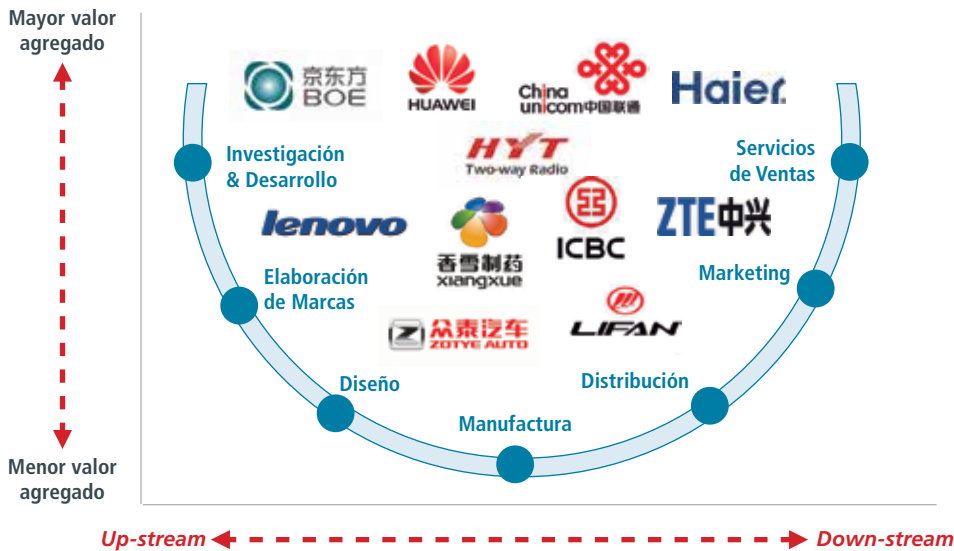 Mayor valor
agregado
京东方
BOE
HUAWEI
China
unicom中国联通
Haier
HYT
Two-way Radio
Investigación
& Desarrollo
Servicios
de Ventas
lenovo
香雪制药
xiangxue
ICBC
ZTE中兴
Elaboración
de Marcas
Marketing
众泰汽车
ZOTYE AUTO
LIFAN
Diseño
Distribución
Manufactura
Menor valor
agregado
Up-stream
Down-stream